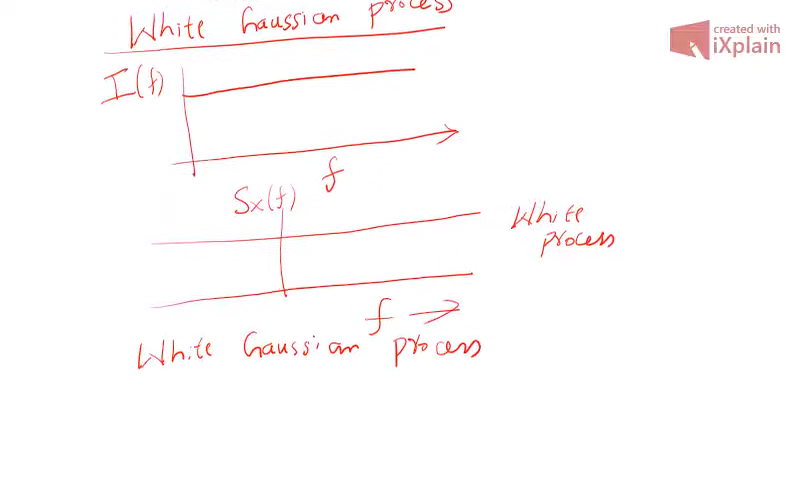 White Gaussian process
I(f)
f
Sx(f)
White
process
f
White Gaussian process
created with
iXplain